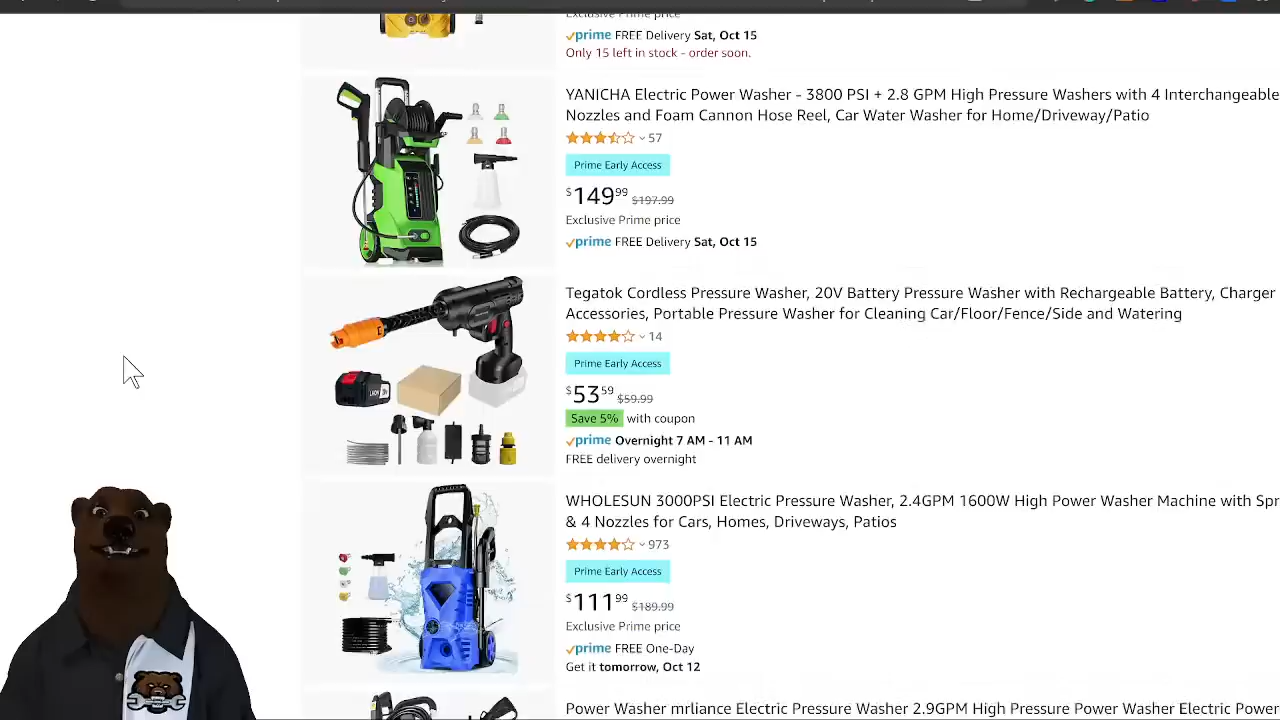 Exclusive Prime price
prime FREE Delivery Sat, Oct 15
Only 15 left in stock - order soon.
YANICHA Electric Power Washer - 3800 PSI + 2.8 GPM High Pressure Washers with 4 Interchangeable
Nozzles and Foam Cannon Hose Reel, Car Water Washer for Home/Driveway/Patio
57
Prime Early Access
$149.99 $197.99
Exclusive Prime price
prime FREE Delivery Sat, Oct 15
Tegatok Cordless Pressure Washer, 20V Battery Pressure Washer with Rechargeable Battery, Charger
Accessories, Portable Pressure Washer for Cleaning Car/Floor/Fence/Side and Watering
14
Prime Early Access
$53.59 $59.99
Save 5% with coupon
prime Overnight 7 AM - 11 AM
FREE delivery overnight
WHOLESUN 3000PSI Electric Pressure Washer, 2.4GPM 1600W High Power Washer Machine with Spr
& 4 Nozzles for Cars, Homes, Driveways, Patios
973
Prime Early Access
$111.99 $189.99
Exclusive Prime price
prime FREE One-Day
Get it tomorrow, Oct 12
Power Washer mrliance Electric Pressure Washer 2.9GPM High Pressure Power Washer Electric Power